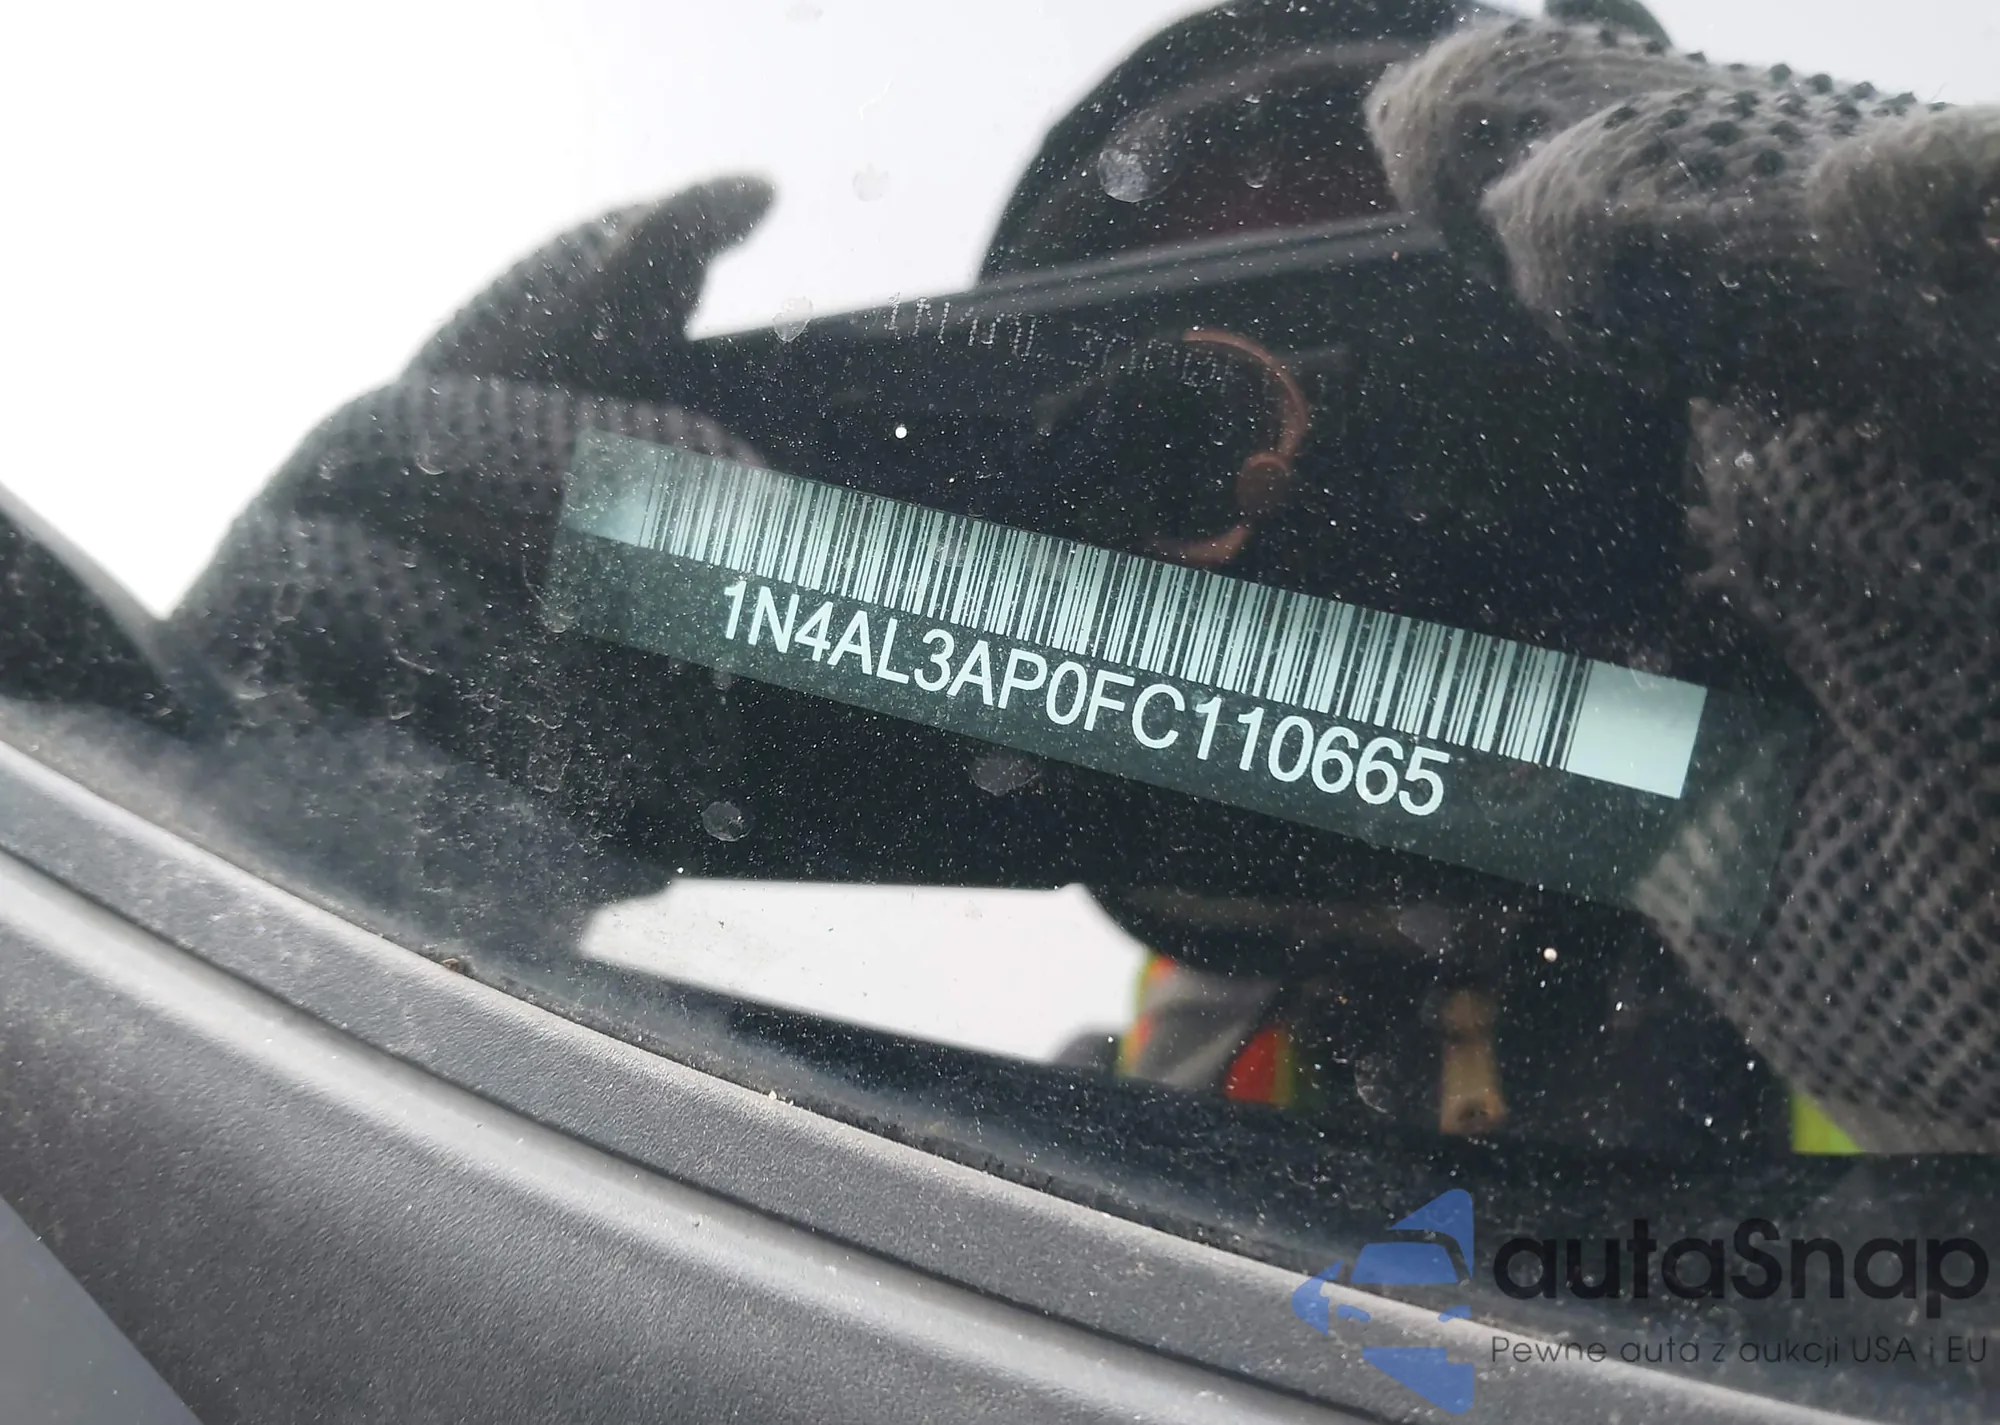 1N4AL3AP0FC110665
autaSnap
Pewne auta z aukcji USA i EU